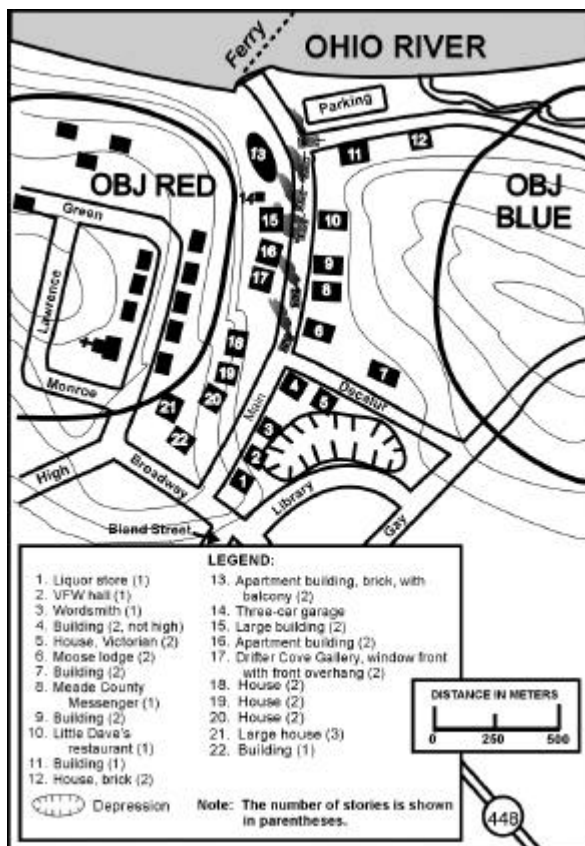 Ferry
OHIO RIVER
Parking
13
11
12
OBJ RED
OBJ
BLUE
14
15
10
Green
16
9
17
8
Lawrence
6
18
7
19
Decatur
Monroe
20
4
5
21
Main
3
22
2
1
High
Broadway
Library
Gay
Bland Street
LEGEND:
1. Liquor store (1)
2. VFW hall (1)
3. Wordsmith (1)
4. Building (2, not high)
5. House, Victorian (2)
6. Moose lodge (2)
7. Building (2)
8. Meade County
Messenger (1)
9. Building (2)
10. Little Dave's
restaurant (1)
11. Building (1)
12. House, brick (2)
13. Apartment building, brick, with
balcony (2)
14. Three-car garage
15. Large building (2)
16. Apartment building (2)
17. Drifter Cove Gallery, window front
with front overhang (2)
18. House (2)
19. House (2)
20. House (2)
21. Large house (3)
22. Building (1)
Depression
Note: The number of stories is shown
in parentheses.
DISTANCE IN METERS
0 250 500
448